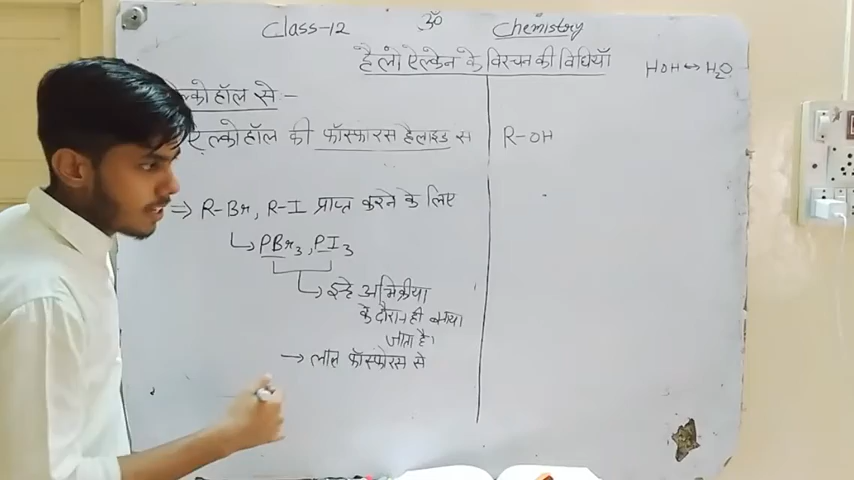 Class-12 ॐ Chemistry
हैलो ऐल्केन के विरचन की विधियाँ
HOH ↔ H₂O
ल्कोहॉल से :-
ऐल्कोहॉल की फॉस्फारस हैलाइड स
R-OH
⇒ R-Br, R-I प्राप्त करने के लिए
↳ PBr₃, PI₃
↳ इन्हे अभिक्रीया
के दौरान ही बनाया
जाता है।
→ लाल फॉस्फोरस से